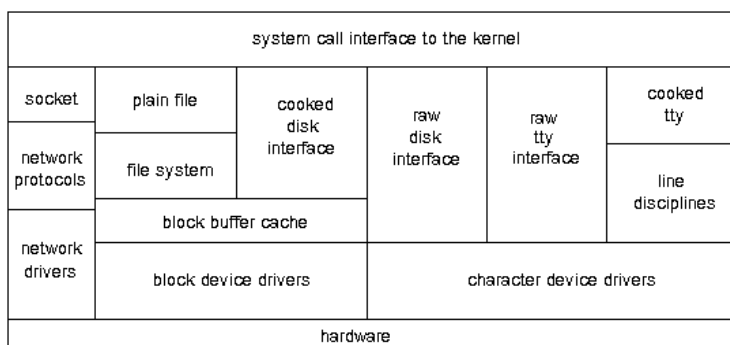 system call interface to the kernel
socket
plain file
cooked
disk
interface
raw
disk
interface
raw
tty
interface
cooked
tty
network
protocols
file system
line
disciplines
block buffer cache
network
drivers
block device drivers
character device drivers
hardware